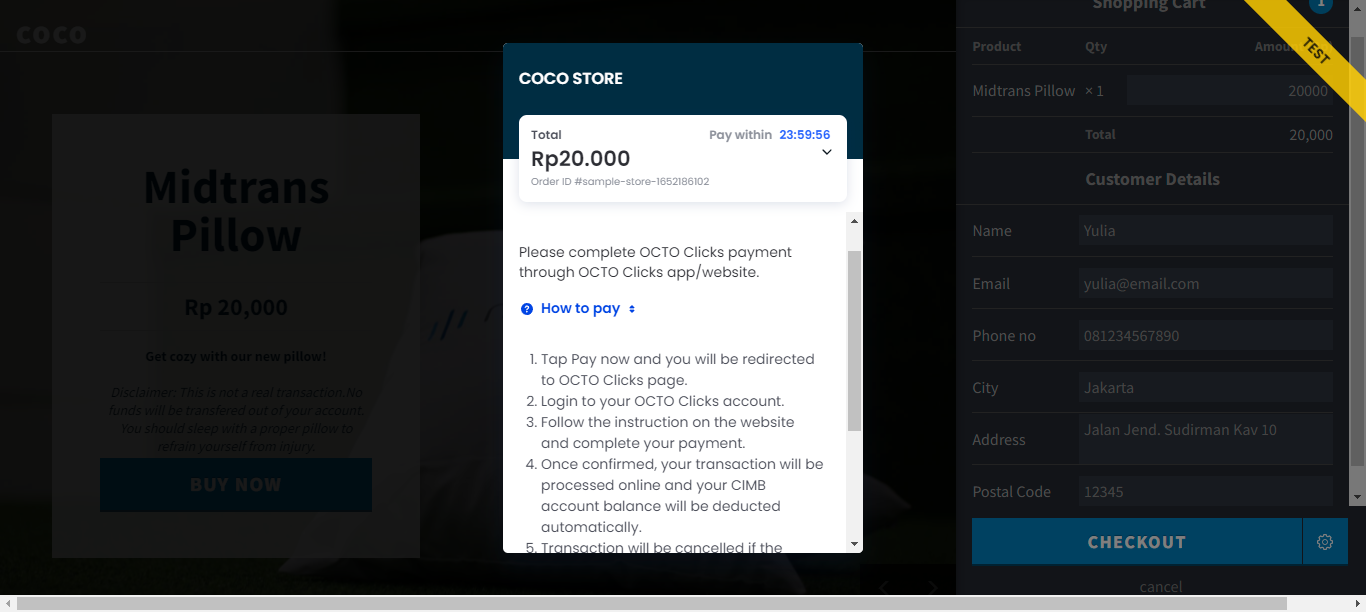 COCO
Midtrans
Pillow
Rp 20,000
Get cozy with our new pillow!
Disclaimer: This is not a real transaction.No
funds will be transfered out of your account.
You should sleep with a proper pillow to
refrain yourself from injury.
BUY NOW
COCO STORE
Total
Pay within 23:59:56
Rp20.000
Order ID #sample-store-1652186102
Please complete OCTO Clicks payment
through OCTO Clicks app/website.
? How to pay
1. Tap Pay now and you will be redirected
to OCTO Clicks page.
2. Login to your OCTO Clicks account.
3. Follow the instruction on the website
and complete your payment.
4. Once confirmed, your transaction will be
processed online and your CIMB
account balance will be deducted
automatically.
5. Transaction will be cancelled if the
Shopping Cart 1
TEST
Product Qty
Midtrans Pillow × 1 20000
Total 20,000
Customer Details
Name Yulia
Email yulia@email.com
Phone no 081234567890
City Jakarta
Address Jalan Jend. Sudirman Kav 10
Postal Code 12345
CHECKOUT
cancel